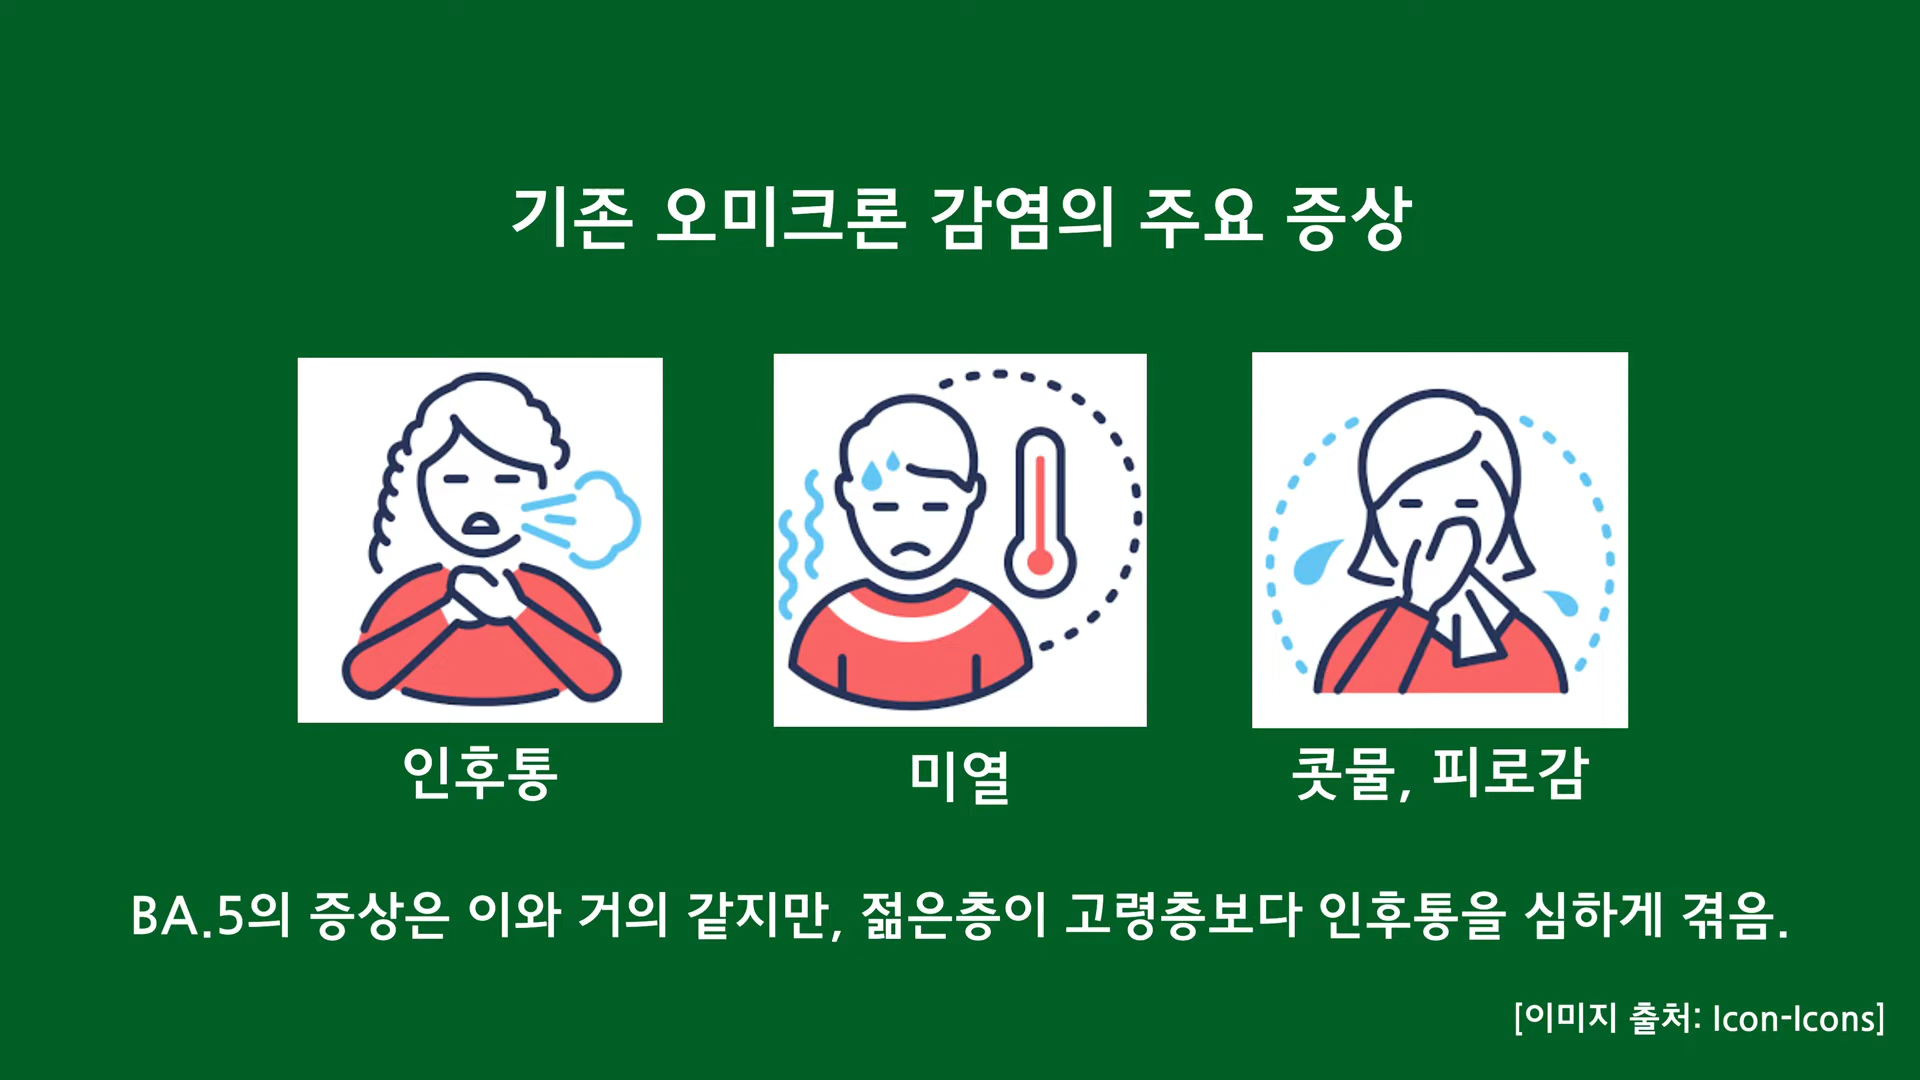 기존 오미크론 감염의 주요 증상
인후통
미열
콧물, 피로감
BA.5의 증상은 이와 거의 같지만, 젊은층이 고령층보다 인후통을 심하게 겪음.
[이미지 출처: Icon-Icons]